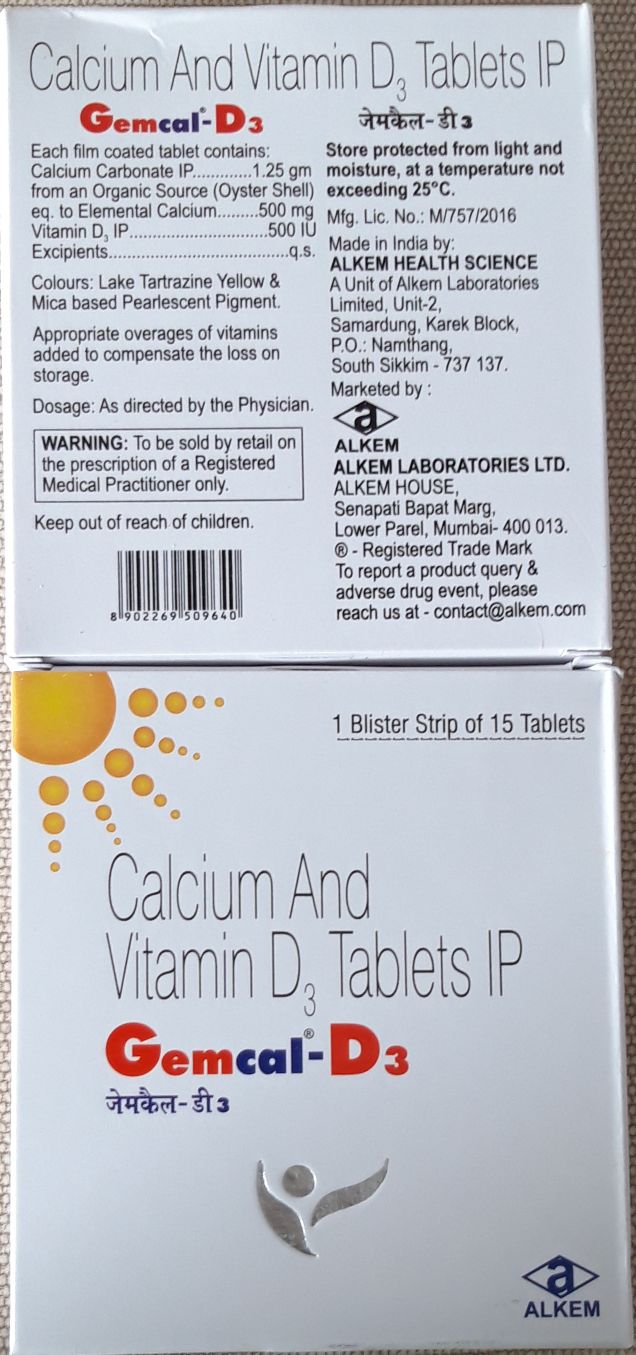 Calcium And Vitamin D3 Tablets IP
Gemcal®-D3
Each film coated tablet contains:
Calcium Carbonate IP.............1.25 gm
from an Organic Source (Oyster Shell)
eq. to Elemental Calcium.........500 mg
Vitamin D3 IP..............................500 IU
Excipients.......................................q.s.
Colours: Lake Tartrazine Yellow &
Mica based Pearlescent Pigment.
Appropriate overages of vitamins
added to compensate the loss on
storage.
Dosage: As directed by the Physician.
WARNING: To be sold by retail on
the prescription of a Registered
Medical Practitioner only.
Keep out of reach of children.
8 902269 509640
जेमकैल-डी 3
Store protected from light and
moisture, at a temperature not
exceeding 25°C.
Mfg. Lic. No.: M/757/2016
Made in India by:
ALKEM HEALTH SCIENCE
A Unit of Alkem Laboratories
Limited, Unit-2,
Samardung, Karek Block,
P.O.: Namthang,
South Sikkim - 737 137.
Marketed by :
a
ALKEM
ALKEM LABORATORIES LTD.
ALKEM HOUSE,
Senapati Bapat Marg,
Lower Parel, Mumbai- 400 013.
® - Registered Trade Mark
To report a product query &
adverse drug event, please
reach us at - contact@alkem.com
1 Blister Strip of 15 Tablets
Calcium And
Vitamin D3 Tablets IP
Gemcal®-D3
जेमकैल-डी 3
a
ALKEM